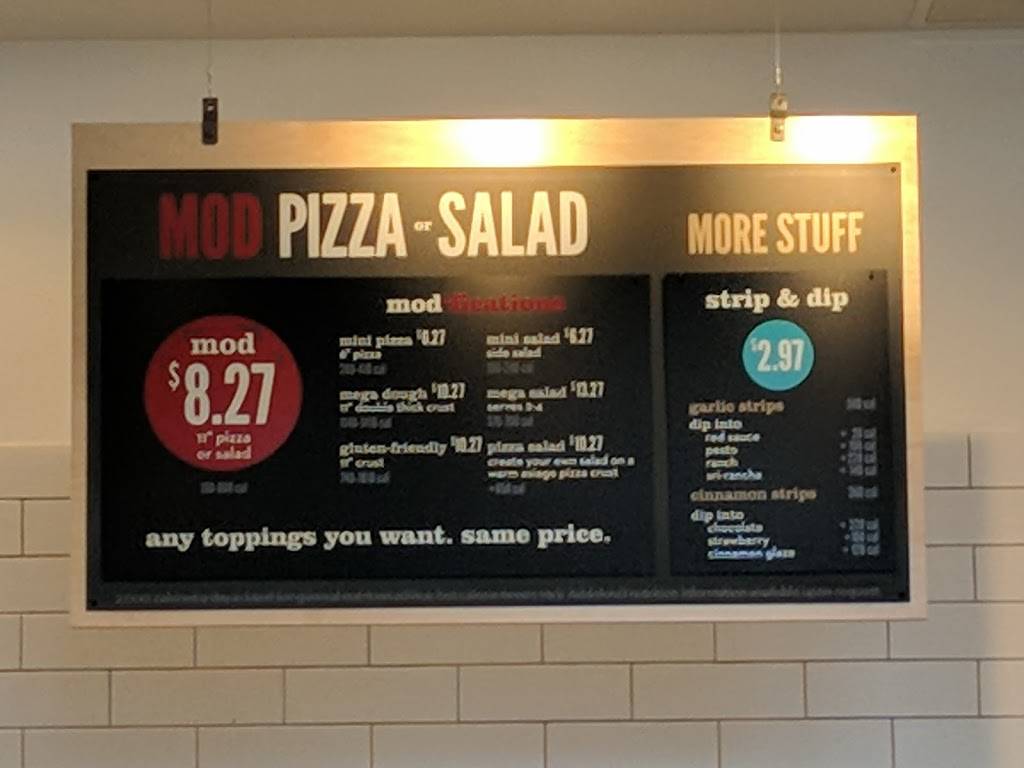 MOD PIZZA or SALAD
mod-fications
mod
$8.27
11" pizza
or salad
mini pizza $6.27
6" pizza
mega dough $10.27
11" double thick crust
gluten-friendly $10.27
11" crust
mini salad $6.27
side salad
mega salad $13.27
serves 2-4
pizza salad $10.27
create your own salad on a
warm asiago pizza crust
any toppings you want. same price.
MORE STUFF
strip & dip
$2.97
garlic strips
dip into
red sauce
pesto
ranch
sri-rancha
cinnamon strips
dip into
chocolate
strawberry
cinnamon glaze